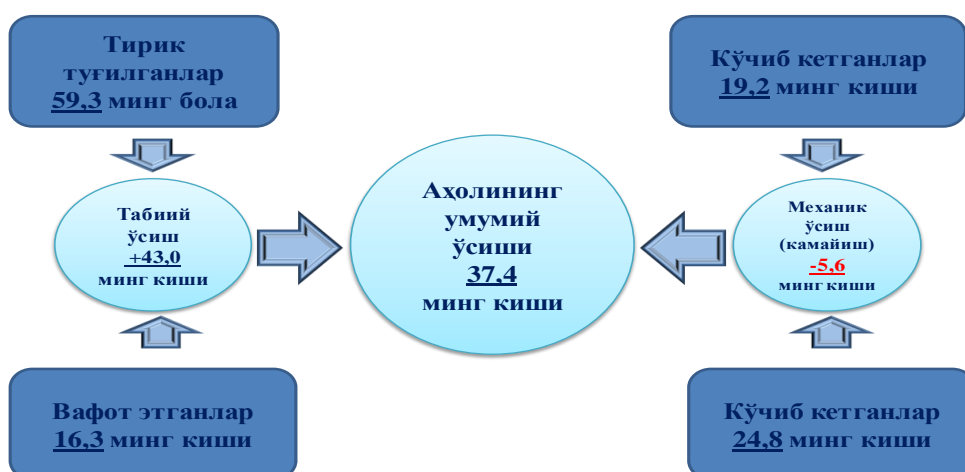 Тирик
туғилганлар
59,3 минг бола
Кўчиб кетганлар
19,2 минг киши
Табиий
ўсиш
+43,0
минг киши
Аҳолининг
умумий
ўсиши
37,4
минг киши
Механик
ўсиш
(камайиш)
-5,6
минг киши
Вафот этганлар
16,3 минг киши
Кўчиб кетганлар
24,8 минг киши